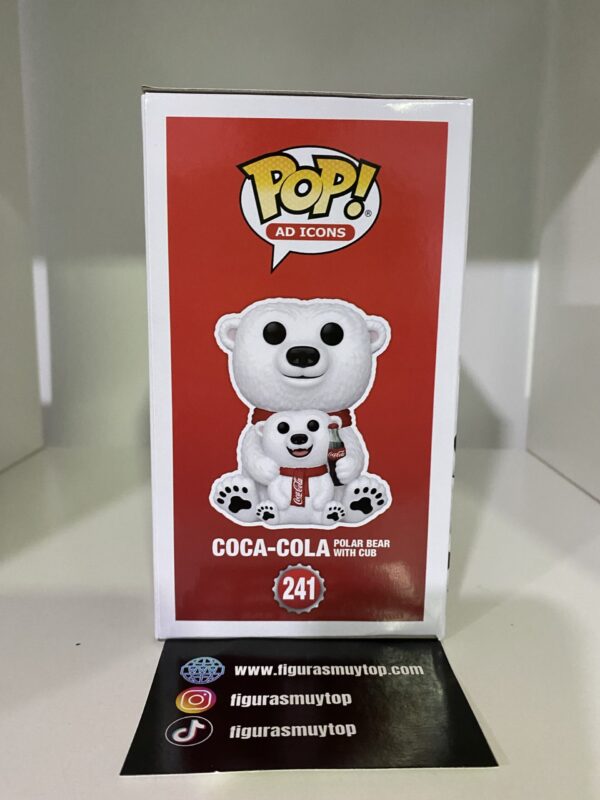 POP!
®
AD ICONS
Coca-Cola
Coca-Cola
COCA-COLA POLAR BEAR
WITH CUB
241
www.figurasmuytop.com
figurasmuytop
figurasmuytop